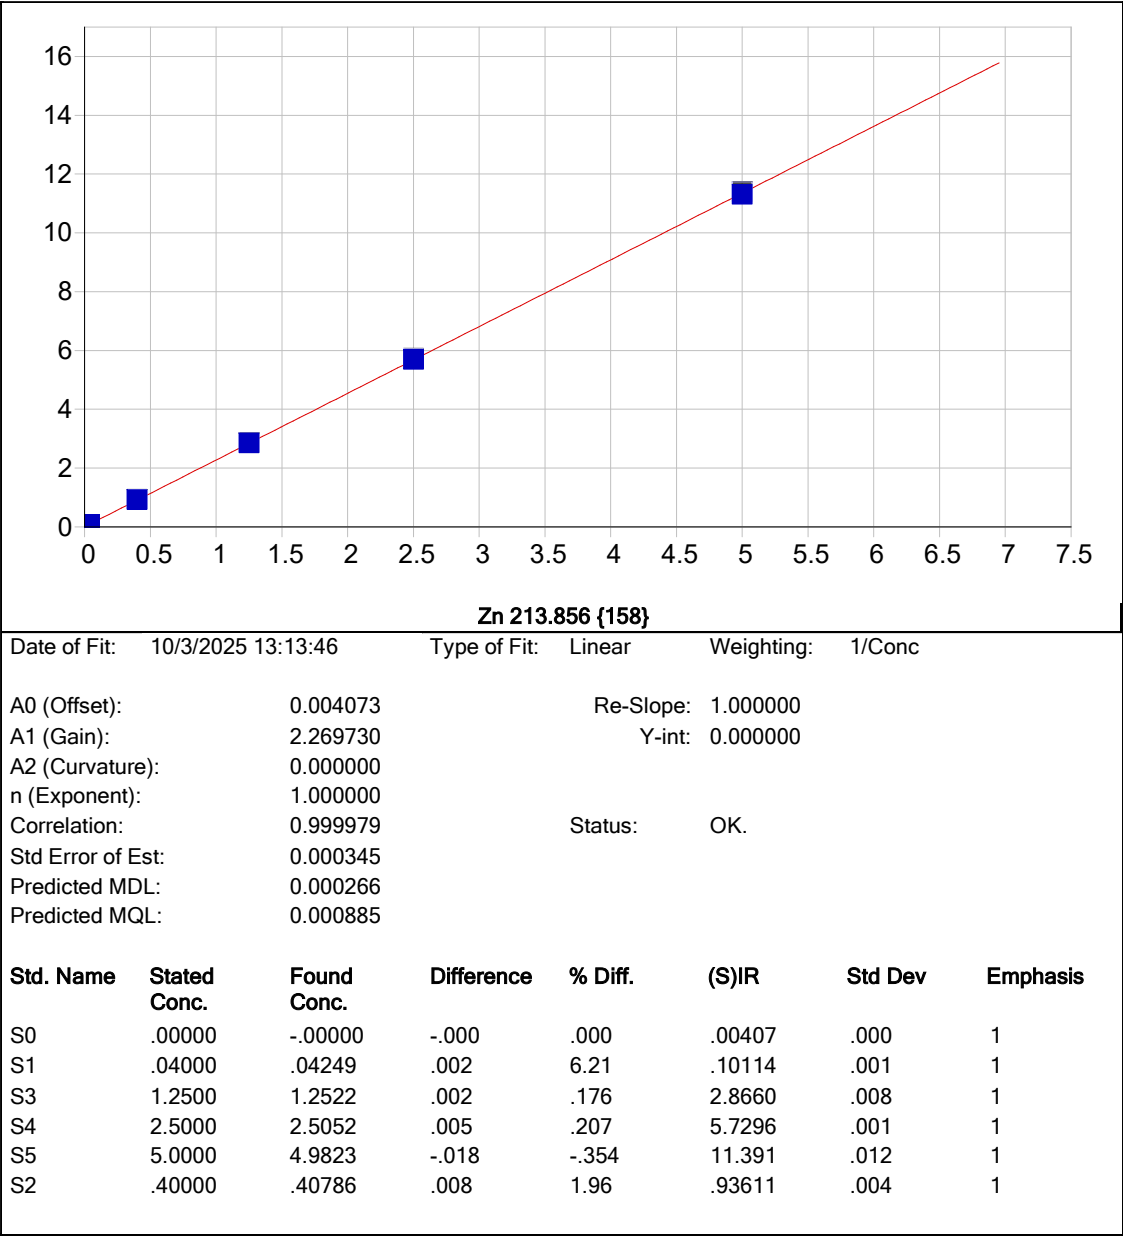 16
14
12
10
8
6
4
2
0
0 0.5 1 1.5 2 2.5 3 3.5 4 4.5 5 5.5 6 6.5 7 7.5
Zn 213.856 {158}
Date of Fit: 10/3/2025 13:13:46 Type of Fit: Linear Weighting: 1/Conc
A0 (Offset): 0.004073 Re-Slope: 1.000000
A1 (Gain): 2.269730 Y-int: 0.000000
A2 (Curvature): 0.000000
n (Exponent): 1.000000
Correlation: 0.999979 Status: OK.
Std Error of Est: 0.000345
Predicted MDL: 0.000266
Predicted MQL: 0.000885
Std. Name Stated Found Difference % Diff. (S)IR Std Dev Emphasis
Conc. Conc.
S0 .00000 -.00000 -.000 .000 .00407 .000 1
S1 .04000 .04249 .002 6.21 .10114 .001 1
S3 1.2500 1.2522 .002 .176 2.8660 .008 1
S4 2.5000 2.5052 .005 .207 5.7296 .001 1
S5 5.0000 4.9823 -.018 -.354 11.391 .012 1
S2 .40000 .40786 .008 1.96 .93611 .004 1